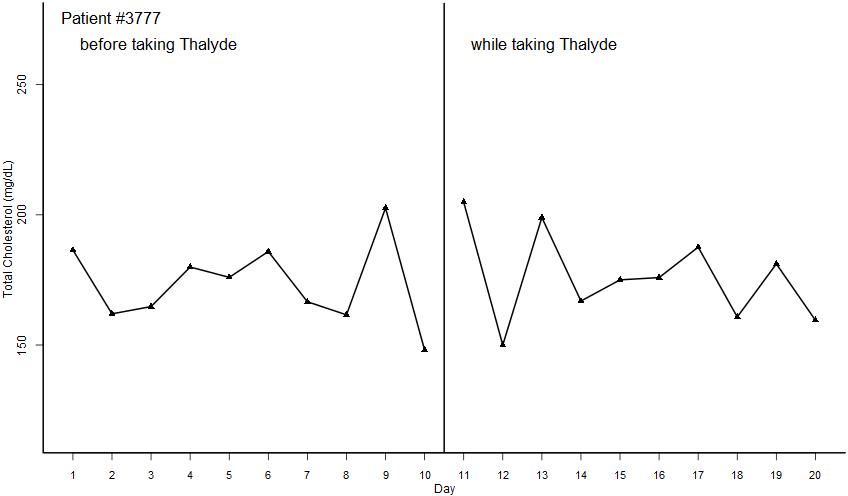 Patient #3777
before taking Thalyde
while taking Thalyde
Total Cholesterol (mg/dL)
250
200
150
1 2 3 4 5 6 7 8 9 10 11 12 13 14 15 16 17 18 19 20
Day